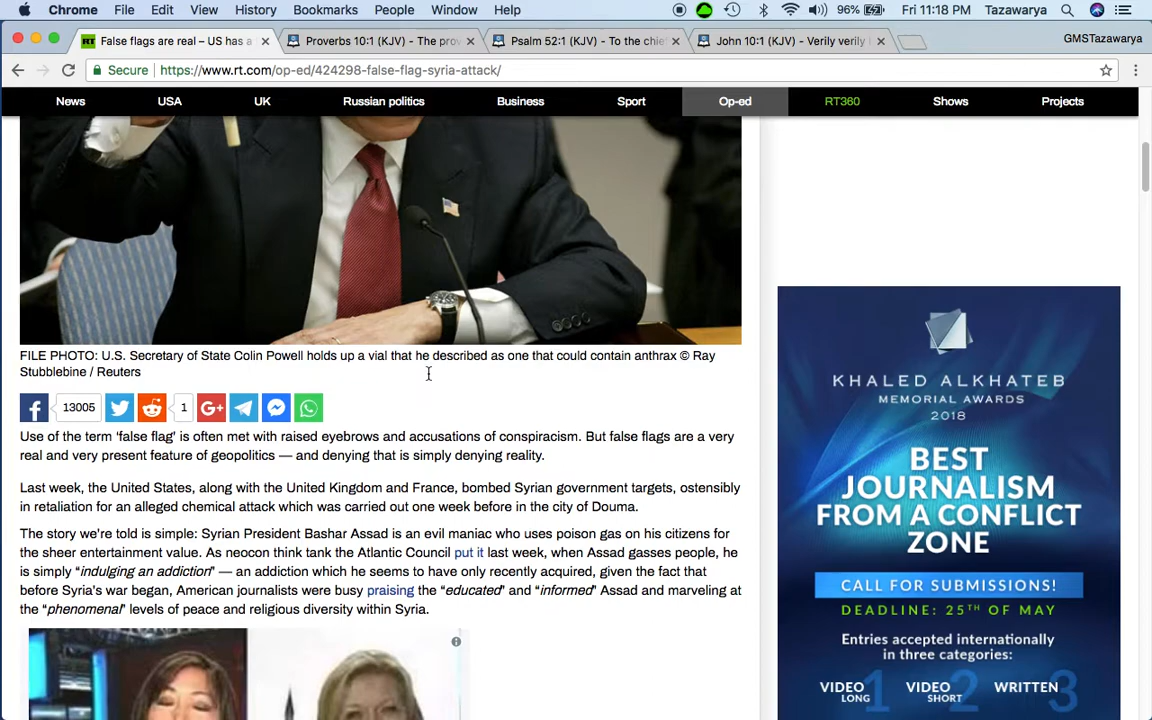 Chrome File Edit View History Bookmarks People Window Help 96% Fri 11:18 PM Tazawarya
False flags are real – US has a Proverbs 10:1 (KJV) - The prov Psalm 52:1 (KJV) - To the chie John 10:1 (KJV) - Verily verily GMSTazawarya
Secure https://www.rt.com/op-ed/424298-false-flag-syria-attack/
News USA UK Russian politics Business Sport Op-ed RT360 Shows Projects
FILE PHOTO: U.S. Secretary of State Colin Powell holds up a vial that he described as one that could contain anthrax © Ray
Stubblebine / Reuters
13005 1
Use of the term ‘false flag’ is often met with raised eyebrows and accusations of conspiracism. But false flags are a very
real and very present feature of geopolitics — and denying that is simply denying reality.
Last week, the United States, along with the United Kingdom and France, bombed Syrian government targets, ostensibly
in retaliation for an alleged chemical attack which was carried out one week before in the city of Douma.
The story we’re told is simple: Syrian President Bashar Assad is an evil maniac who uses poison gas on his citizens for
the sheer entertainment value. As neocon think tank the Atlantic Council put it last week, when Assad gasses people, he
is simply “indulging an addiction” — an addiction which he seems to have only recently acquired, given the fact that
before Syria's war began, American journalists were busy praising the “educated” and “informed” Assad and marveling at
the “phenomenal” levels of peace and religious diversity within Syria.
KHALED ALKHATEB
MEMORIAL AWARDS
2018
BEST
JOURNALISM
FROM A CONFLICT
ZONE
CALL FOR SUBMISSIONS!
DEADLINE: 25TH OF MAY
Entries accepted internationally
in three categories:
VIDEO LONG 1 VIDEO SHORT 2 WRITTEN 3